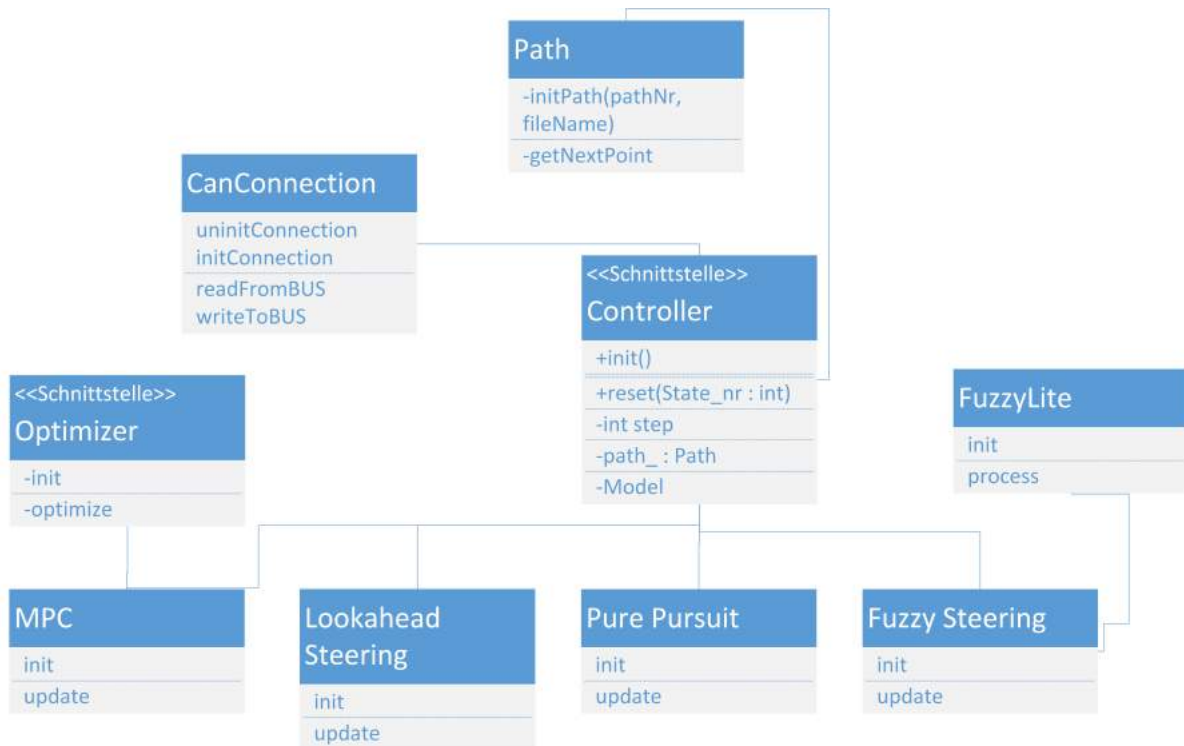 Path
-initPath(pathNr,
fileName)
-getNextPoint
CanConnection
uninitConnection
initConnection
readFromBUS
writeToBUS
<<Schnittstelle>>
Controller
+init()
+reset(State_nr : int)
-int step
-path_ : Path
-Model
<<Schnittstelle>>
Optimizer
-init
-optimize
FuzzyLite
init
process
MPC
init
update
Lookahead
Steering
init
update
Pure Pursuit
init
update
Fuzzy Steering
init
update